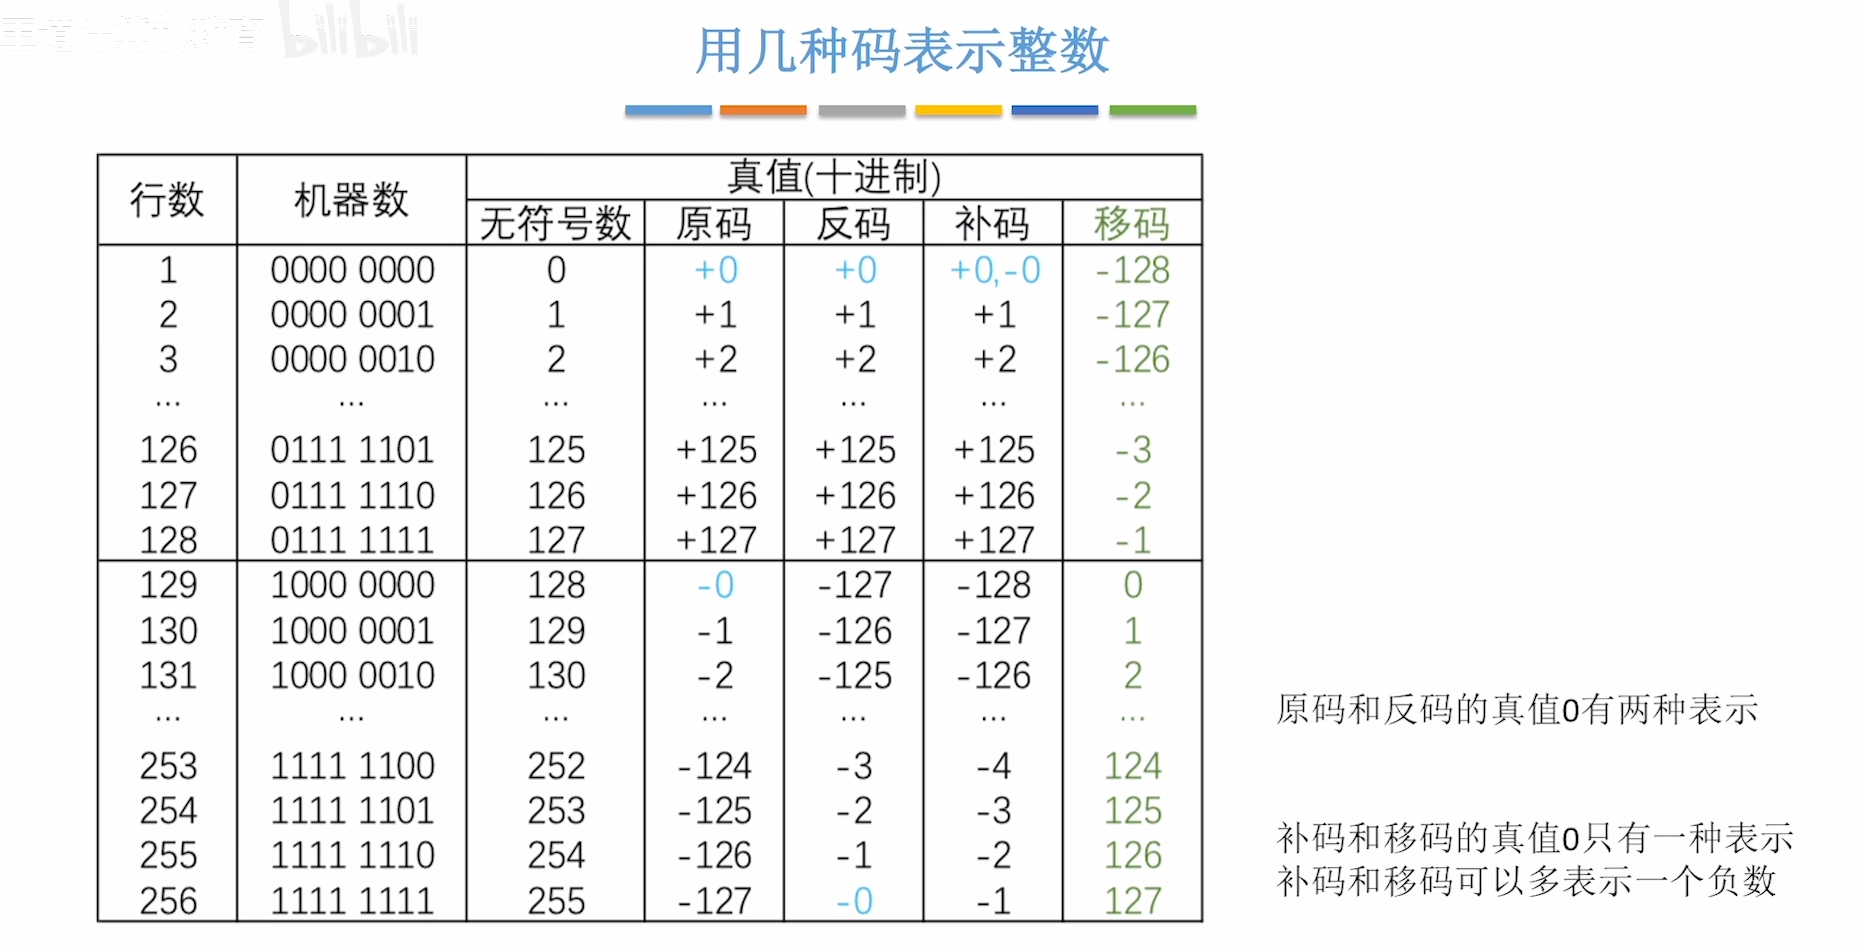 王道计算机教育 bilibili
用几种码表示整数
行数 机器数 真值(十进制)
无符号数 原码 反码 补码 移码
1 0000 0000 0 +0 +0 +0,-0 -128
2 0000 0001 1 +1 +1 +1 -127
3 0000 0010 2 +2 +2 +2 -126
... ... ... ... ... ... ...
126 0111 1101 125 +125 +125 +125 -3
127 0111 1110 126 +126 +126 +126 -2
128 0111 1111 127 +127 +127 +127 -1
129 1000 0000 128 -0 -127 -128 0
130 1000 0001 129 -1 -126 -127 1
131 1000 0010 130 -2 -125 -126 2
... ... ... ... ... ... ...
253 1111 1100 252 -124 -3 -4 124
254 1111 1101 253 -125 -2 -3 125
255 1111 1110 254 -126 -1 -2 126
256 1111 1111 255 -127 -0 -1 127
原码和反码的真值0有两种表示
补码和移码的真值0只有一种表示
补码和移码可以多表示一个负数